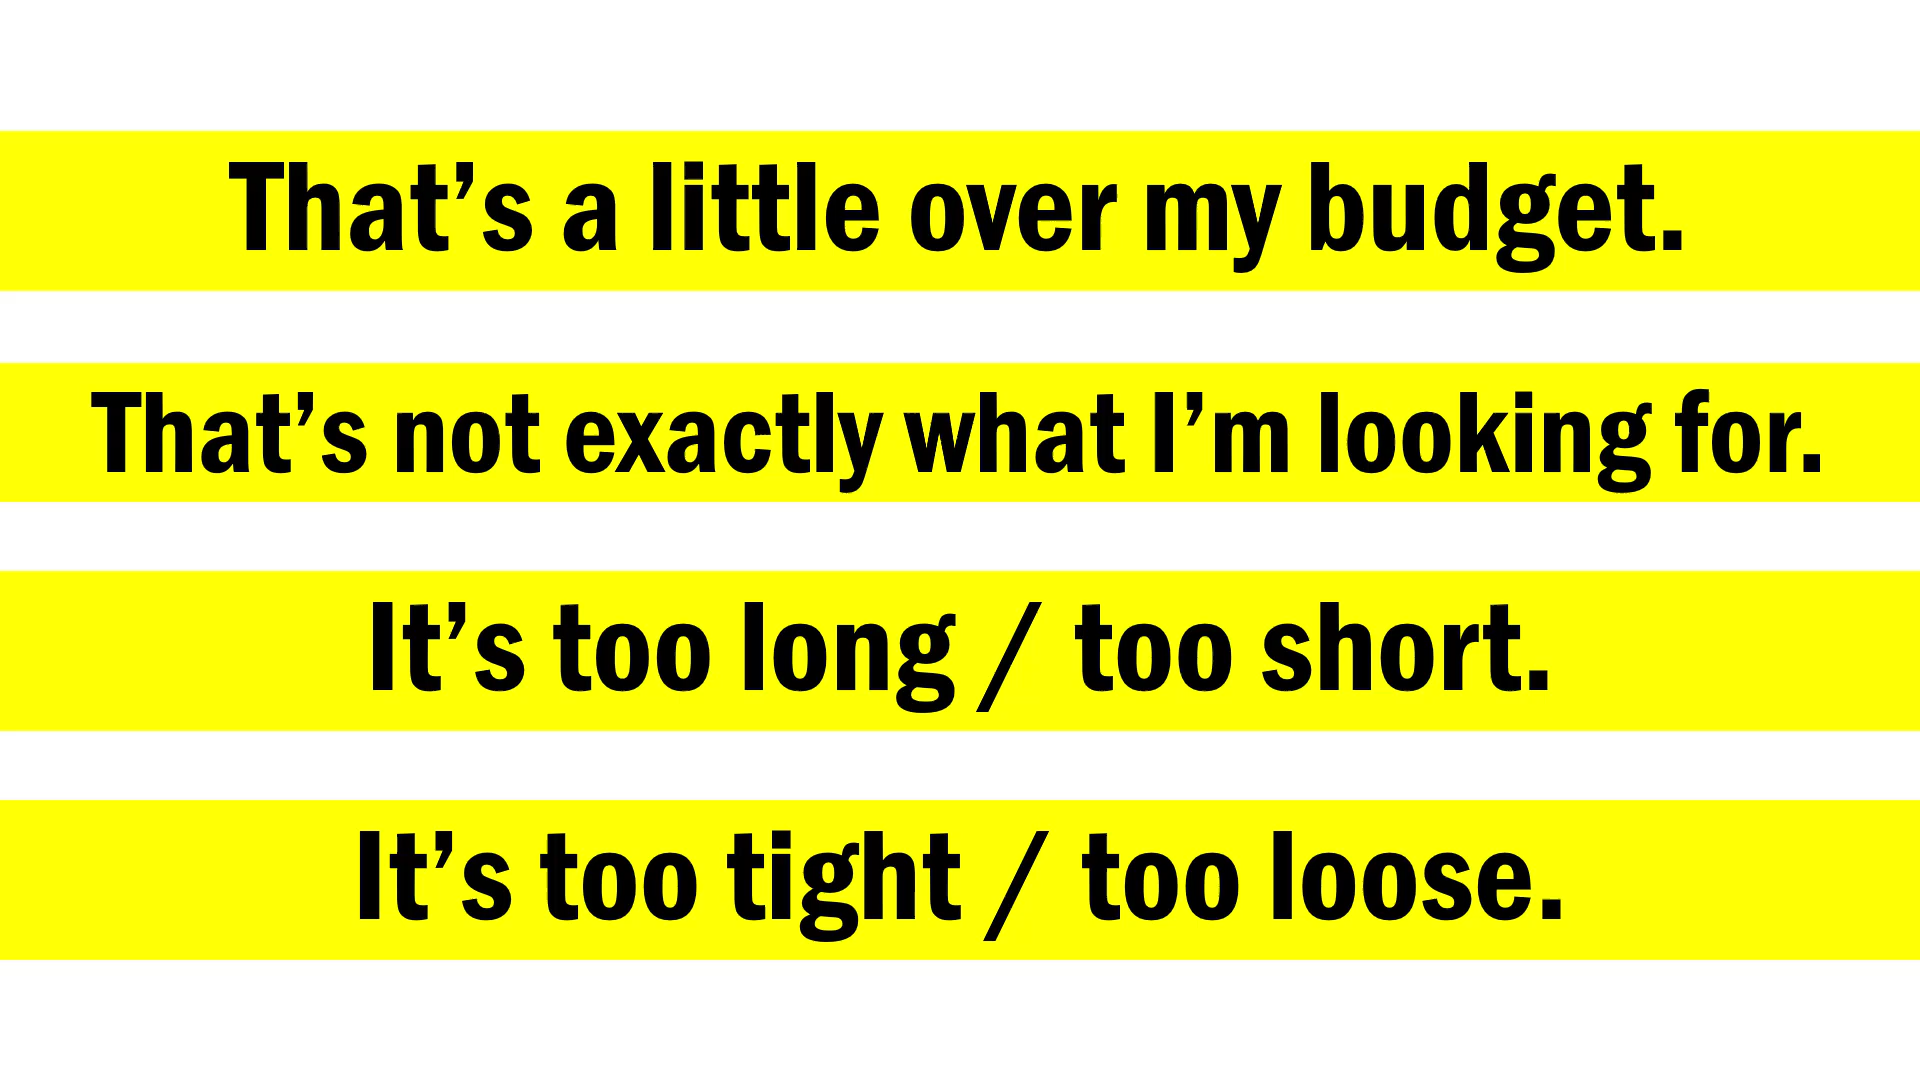 That’s a little over my budget.
That’s not exactly what I’m looking for.
It’s too long / too short.
It’s too tight / too loose.